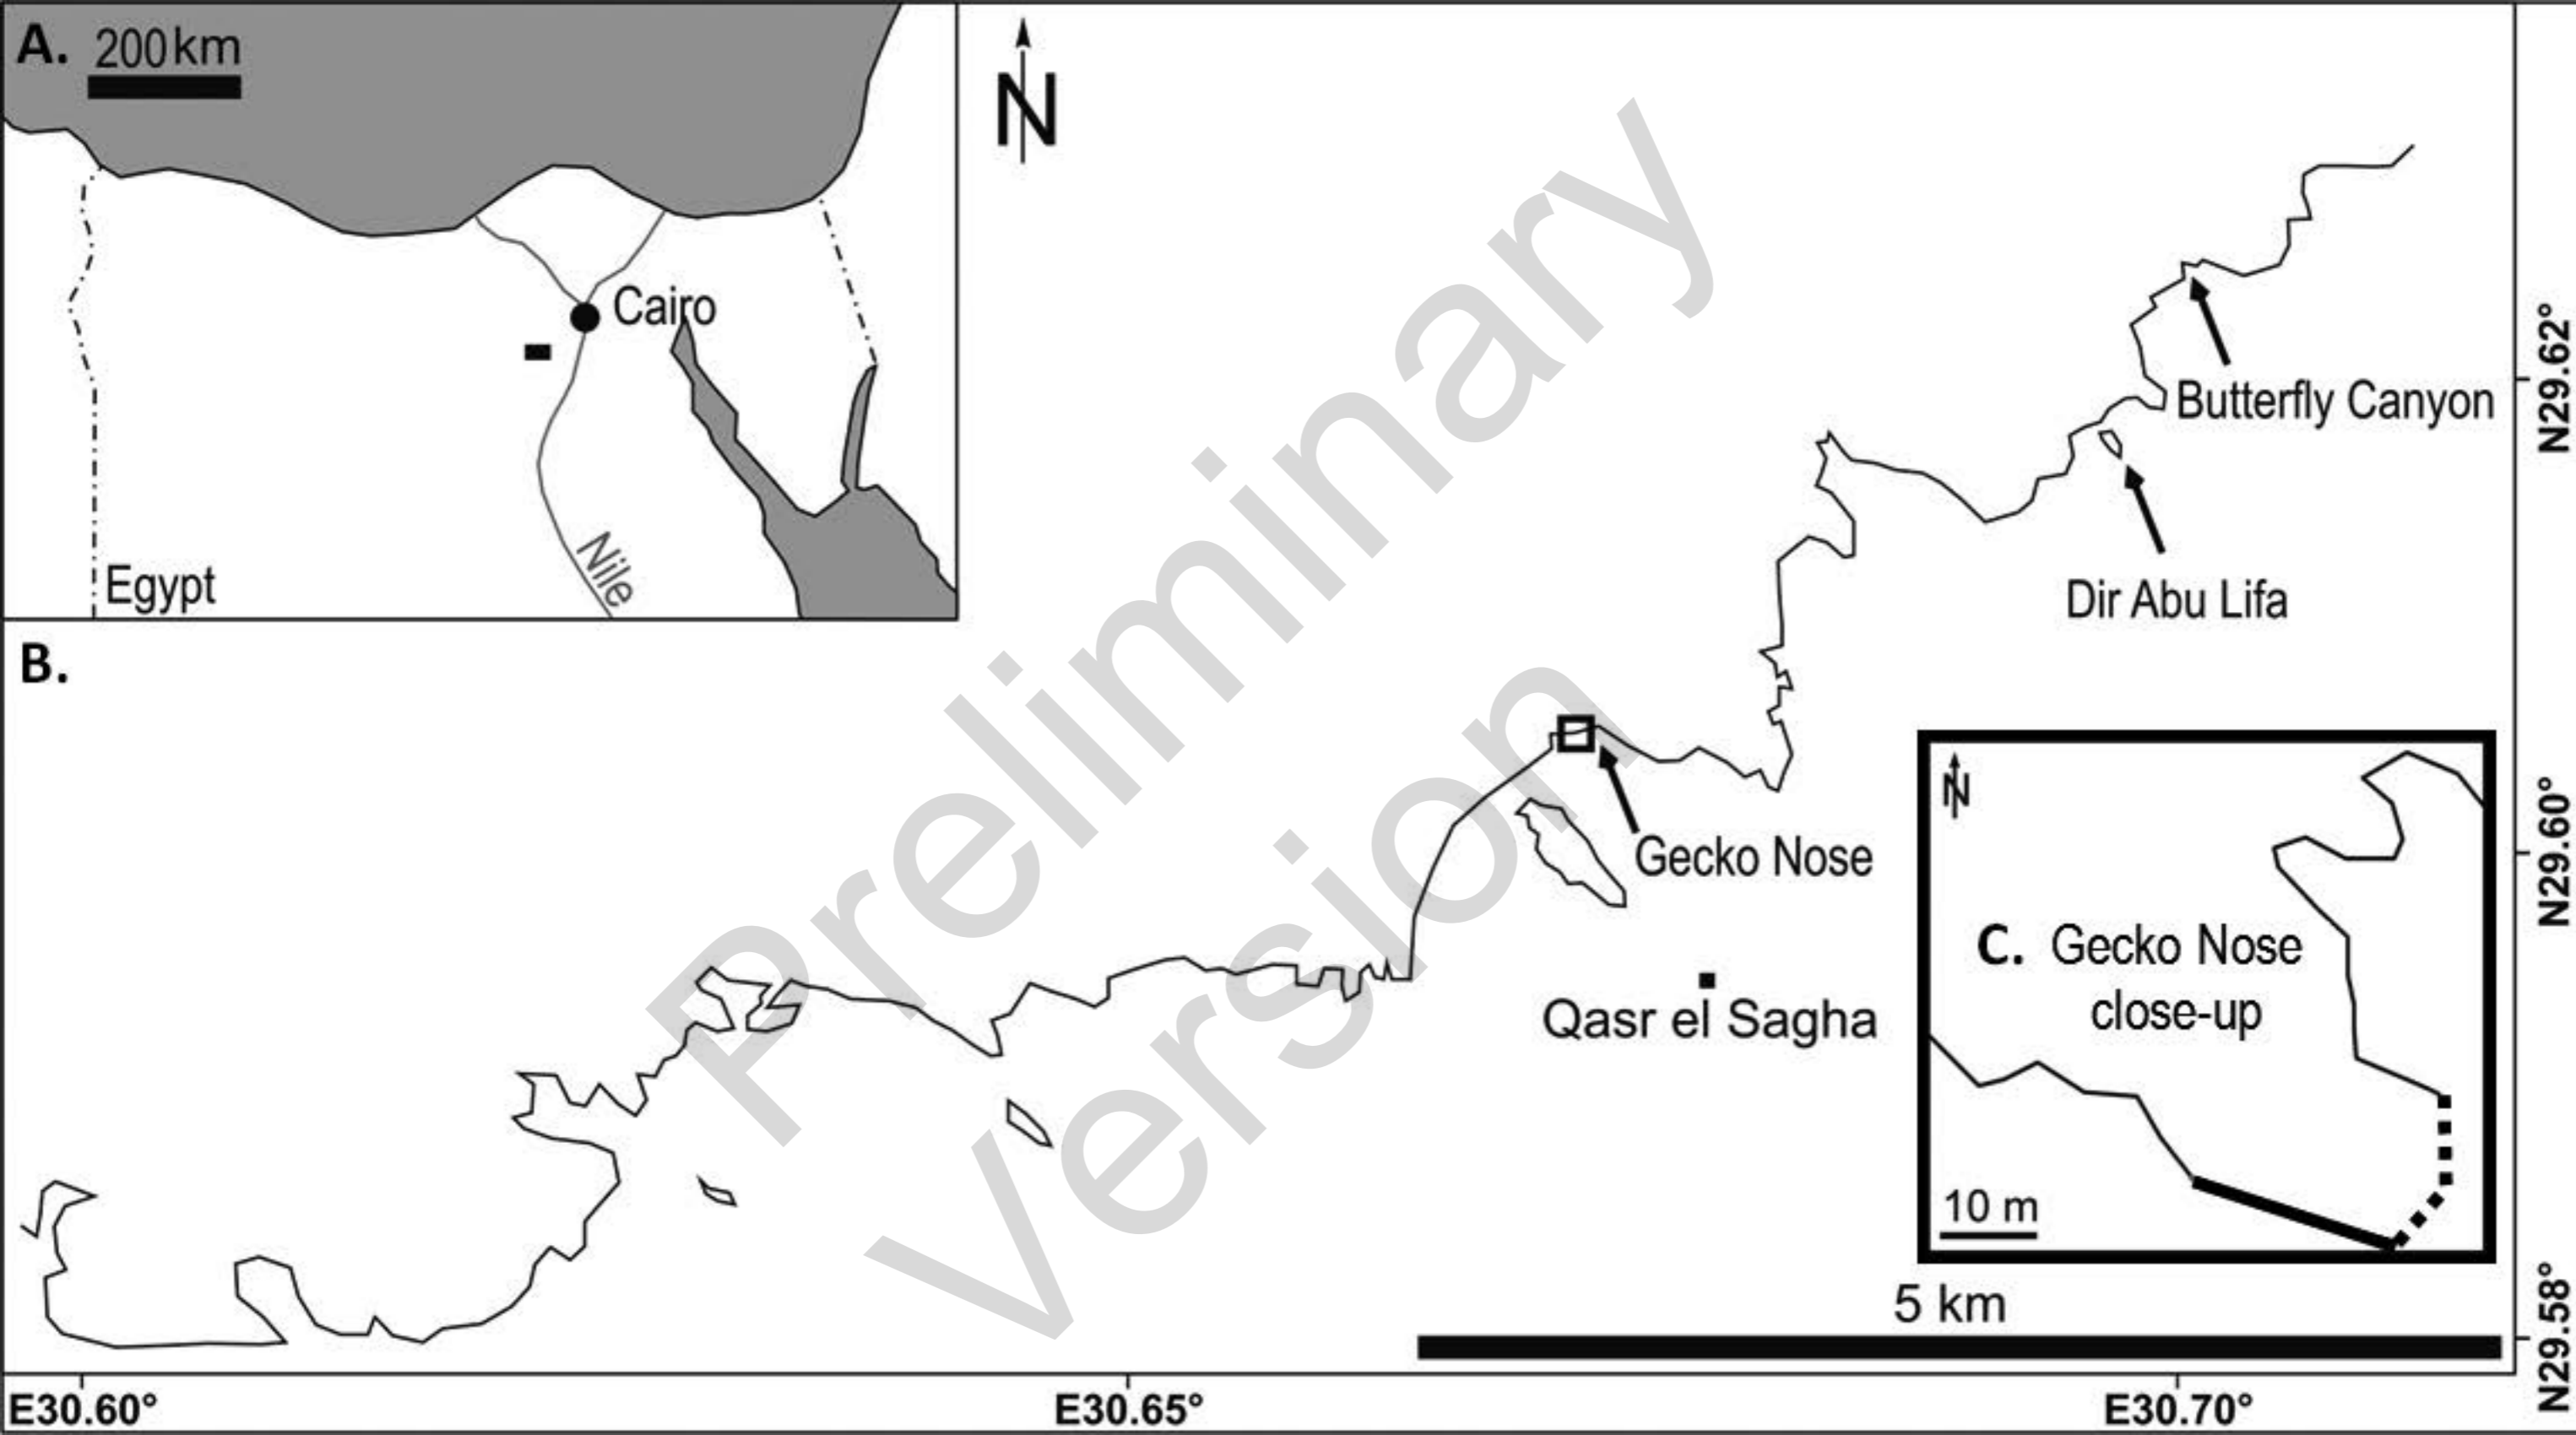 A. 200 km
N
Cairo
Nile
Egypt
B.
Butterfly Canyon
Dir Abu Lifa
Gecko Nose
Qasr el Sagha
N
C. Gecko Nose
close-up
10 m
5 km
N29.62°
N29.60°
N29.58°
E30.60°
E30.65°
E30.70°
Preliminary
Version